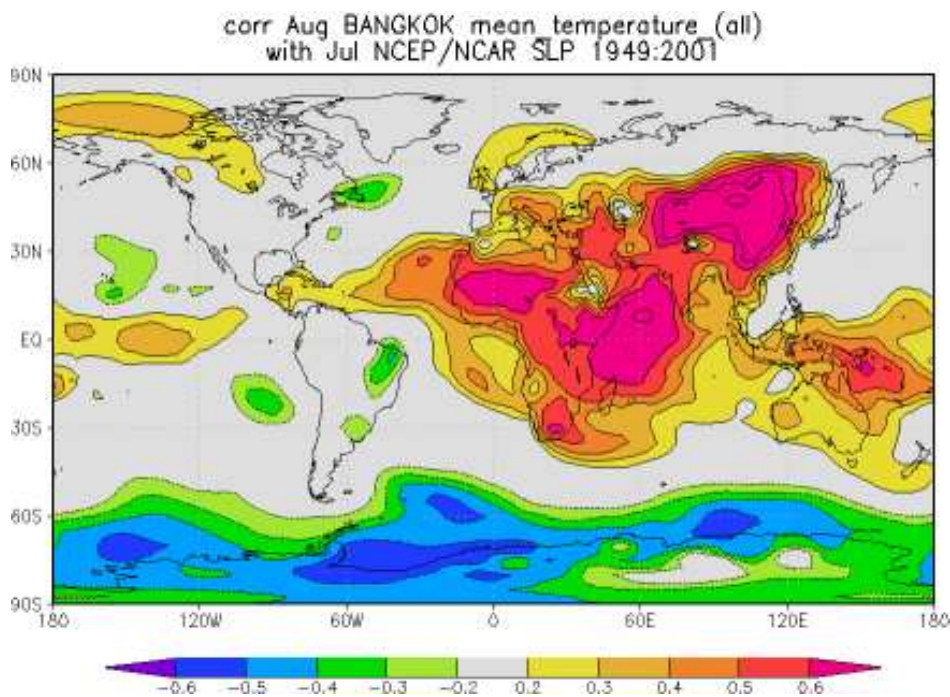 corr Aug BANGKOK mean_temperature_(all)
with Jul NCEP/NCAR SLP 1949:2001
90N
60N
30N
EQ
30S
60S
90S
180 120W 60W 0 60E 120E 180
-0.6 -0.5 -0.4 -0.3 -0.2 0.2 0.3 0.4 0.5 0.6